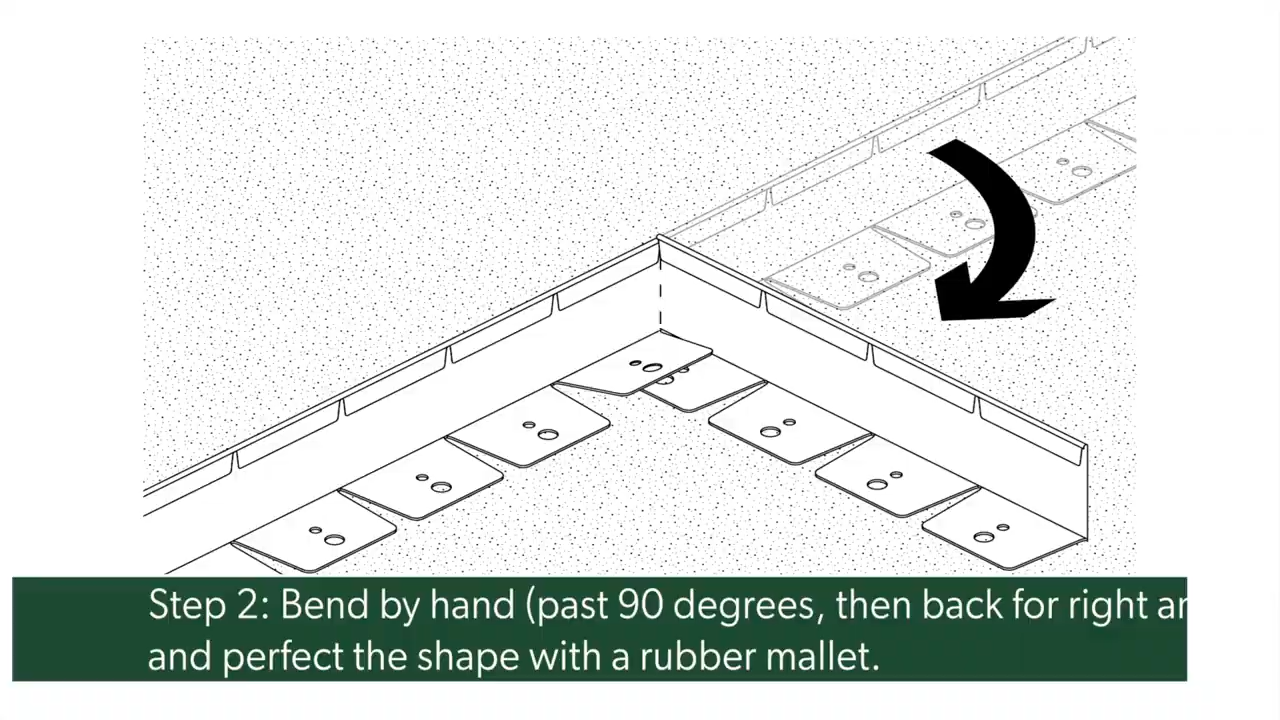 Step 2: Bend by hand (past 90 degrees, then back for right
and perfect the shape with a rubber mallet.